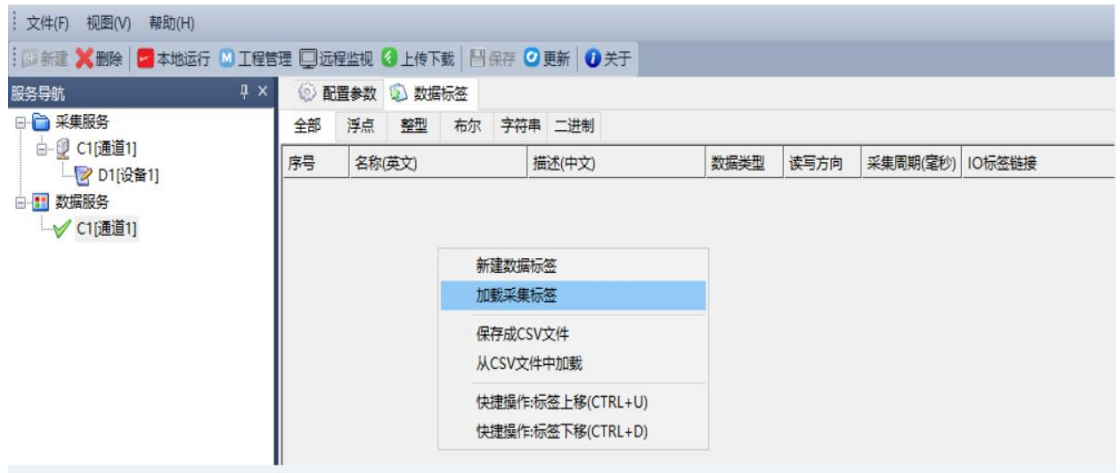 文件(F) 视图(V) 帮助(H)
新建 删除 本地运行 M 工程管理 远程监视 上传下载 保存 更新 关于
服务导航
配置参数 数据标签
采集服务
全部 浮点 整型 布尔 字符串 二进制
C1[通道1]
序号 名称(英文) 描述(中文) 数据类型 读写方向 采集周期(毫秒) IO标签链接
D1[设备1]
数据服务
C1[通道1]
新建数据标签
加载采集标签
保存成CSV文件
从CSV文件中加载
快捷操作:标签上移(CTRL+U)
快捷操作:标签下移(CTRL+D)